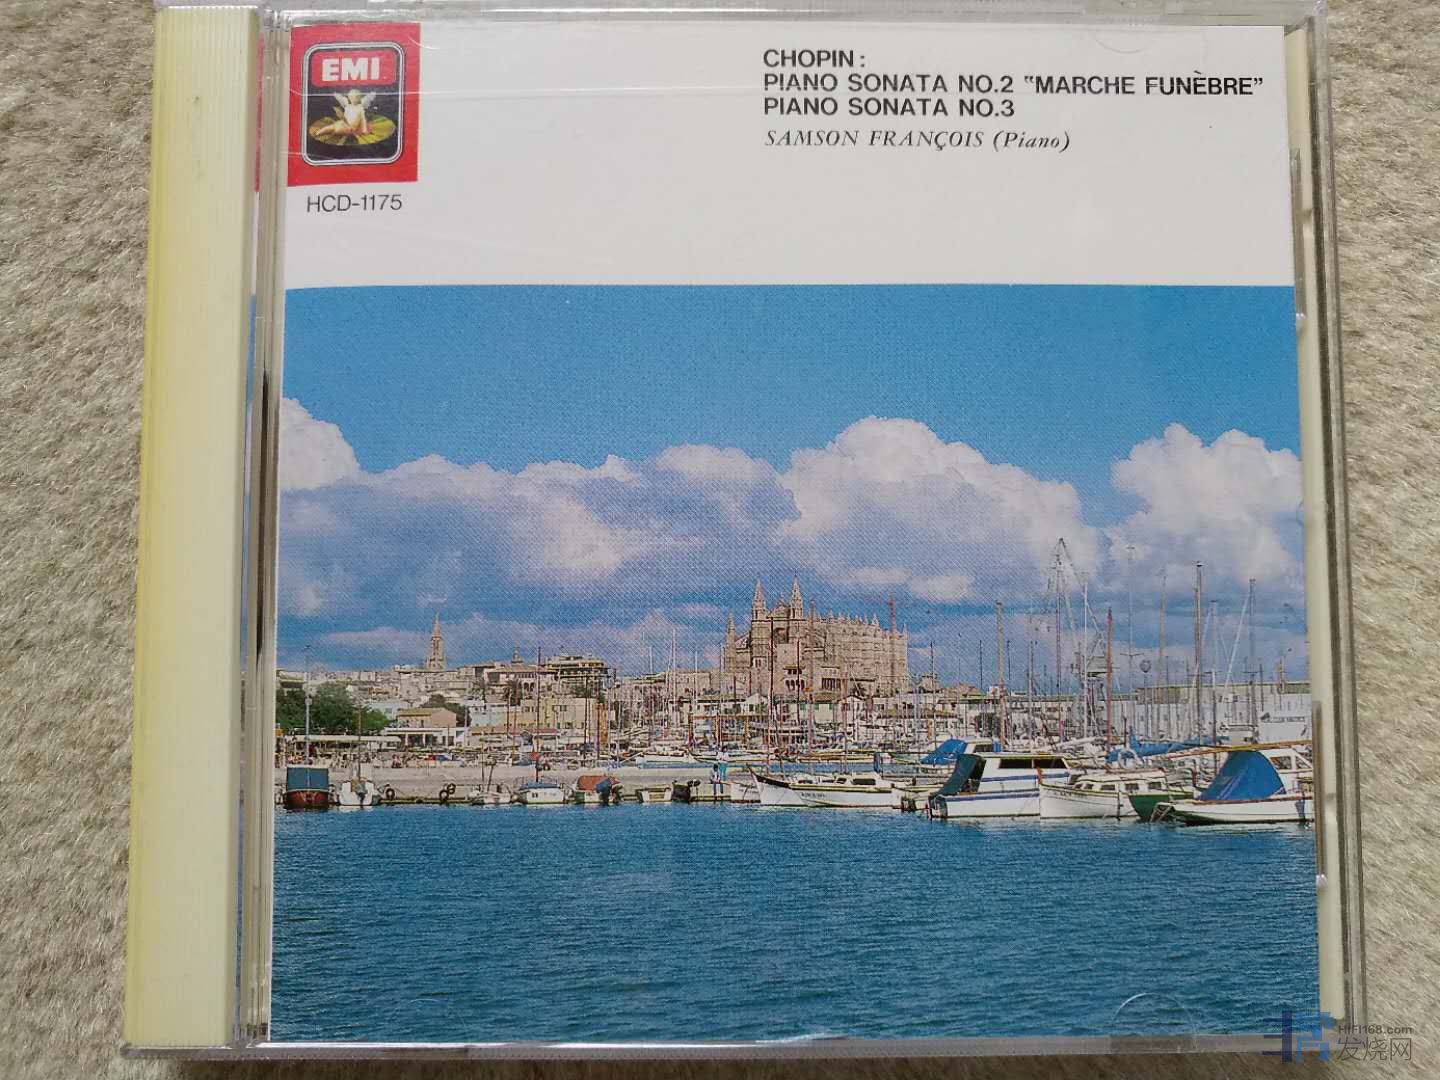 EMI
HCD-1175
CHOPIN:
PIANO SONATA NO.2 "MARCHE FUNÈBRE"
PIANO SONATA NO.3
SAMSON FRANÇOIS (Piano)
HIFI168.com
发烧网